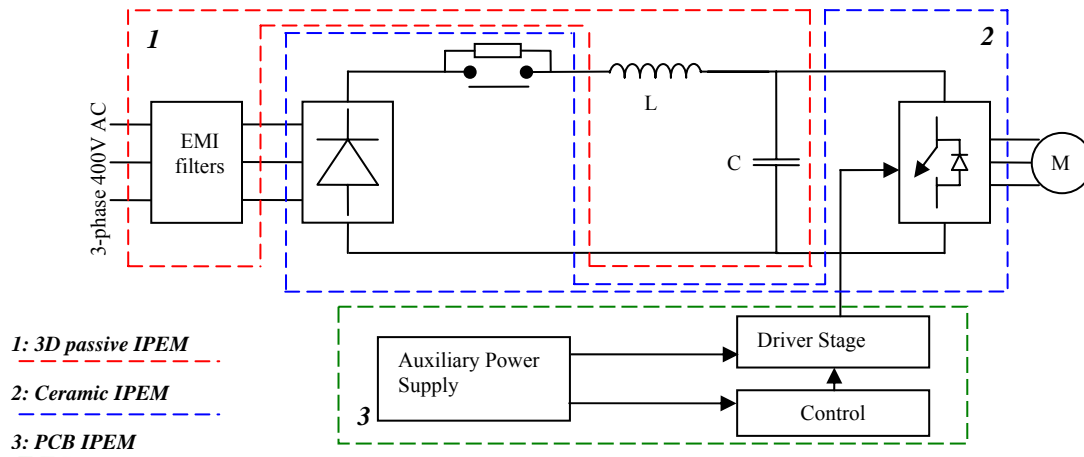 1
2
3-phase 400V AC
EMI
filters
L
C
M
1: 3D passive IPEM
2: Ceramic IPEM
3: PCB IPEM
Auxiliary Power
Supply
3
Driver Stage
Control